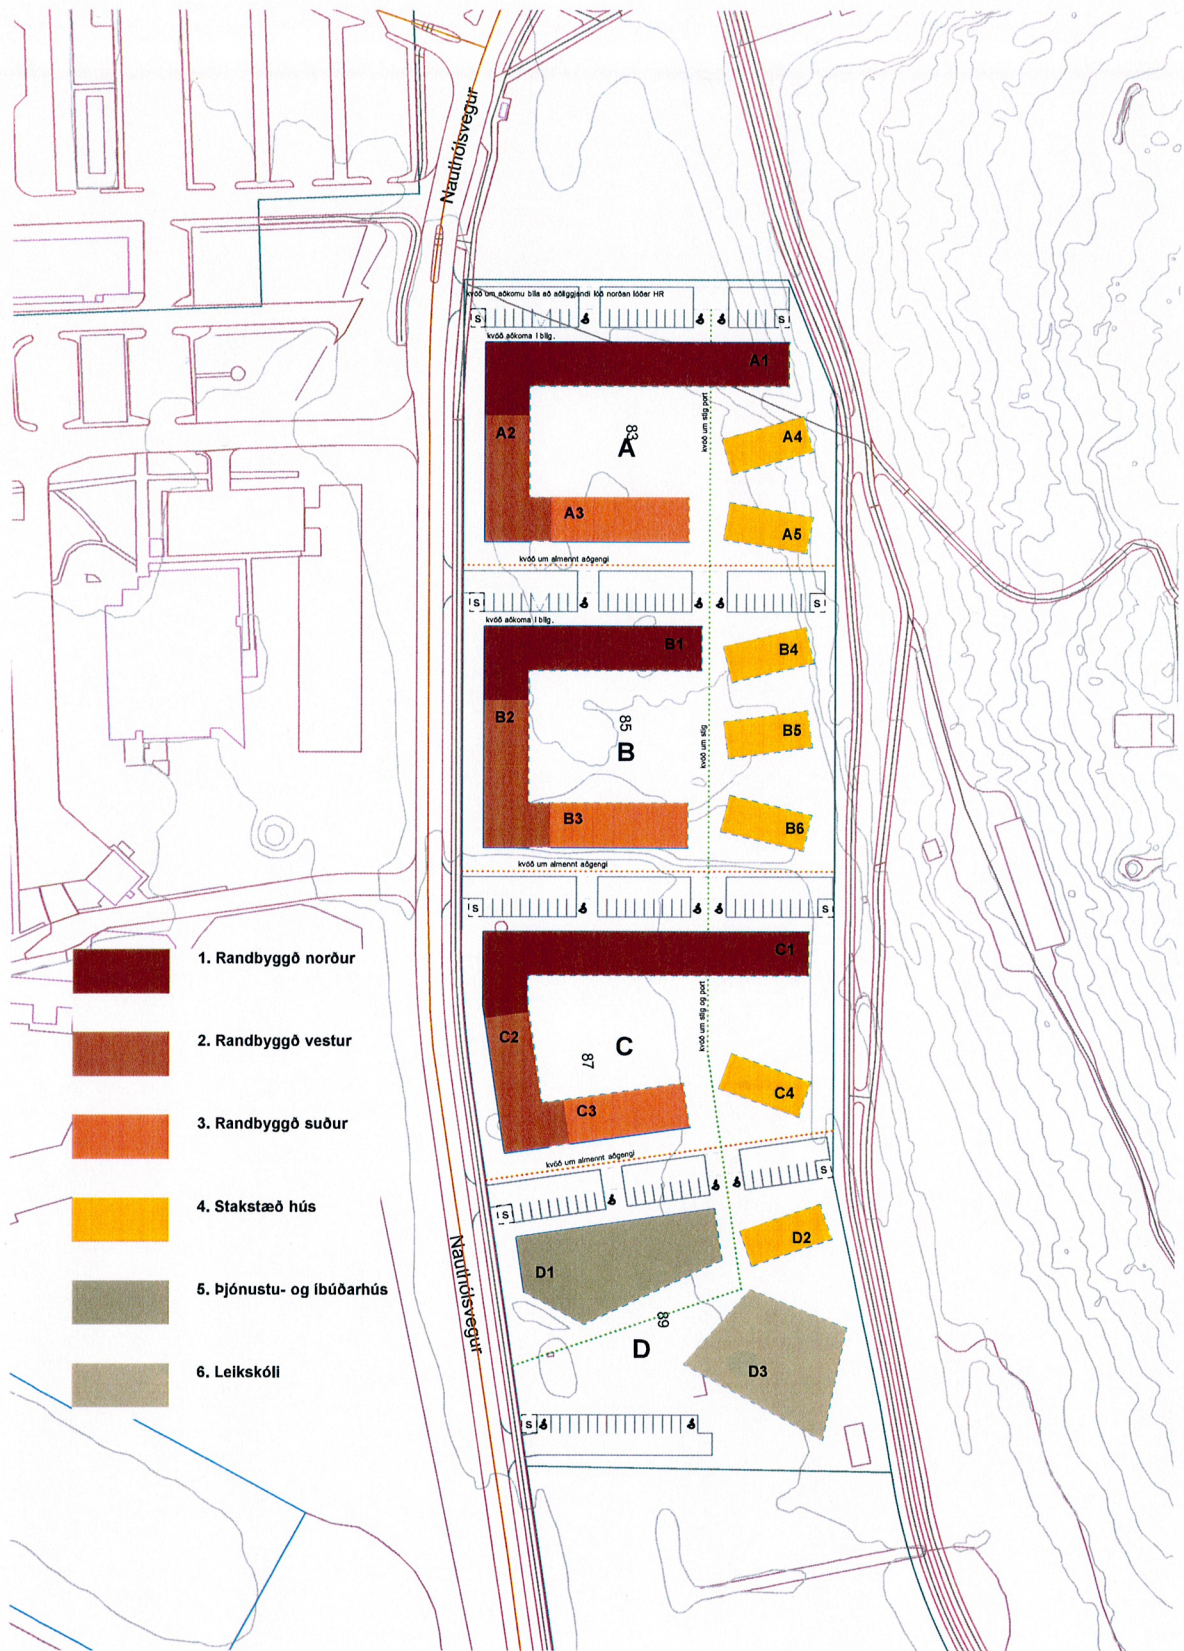 Nauthólsvegur
kvöð um aðkomu bíla að aðliggjandi lóð norðan lóðar HR
S
S
kvöð aðkoma í bílg.
A1
A2
83
A
kvöð um stíg port
A4
A3
A5
kvöð um almennt aðgengi
S
S
kvöð aðkoma í bílg.
B1
B4
B2
85
B
kvöð um stíg
B5
B3
B6
kvöð um almennt aðgengi
S
S
C1
1. Randbyggð norður
kvöð um stíg og port
2. Randbyggð vestur
C2
87
C
C4
3. Randbyggð suður
C3
kvöð um almennt aðgengi
S
S
4. Stakstæð hús
D2
Nauthólsvegur
D1
5. Þjónustu- og íbúðarhús
89
D
6. Leikskóli
D3
S